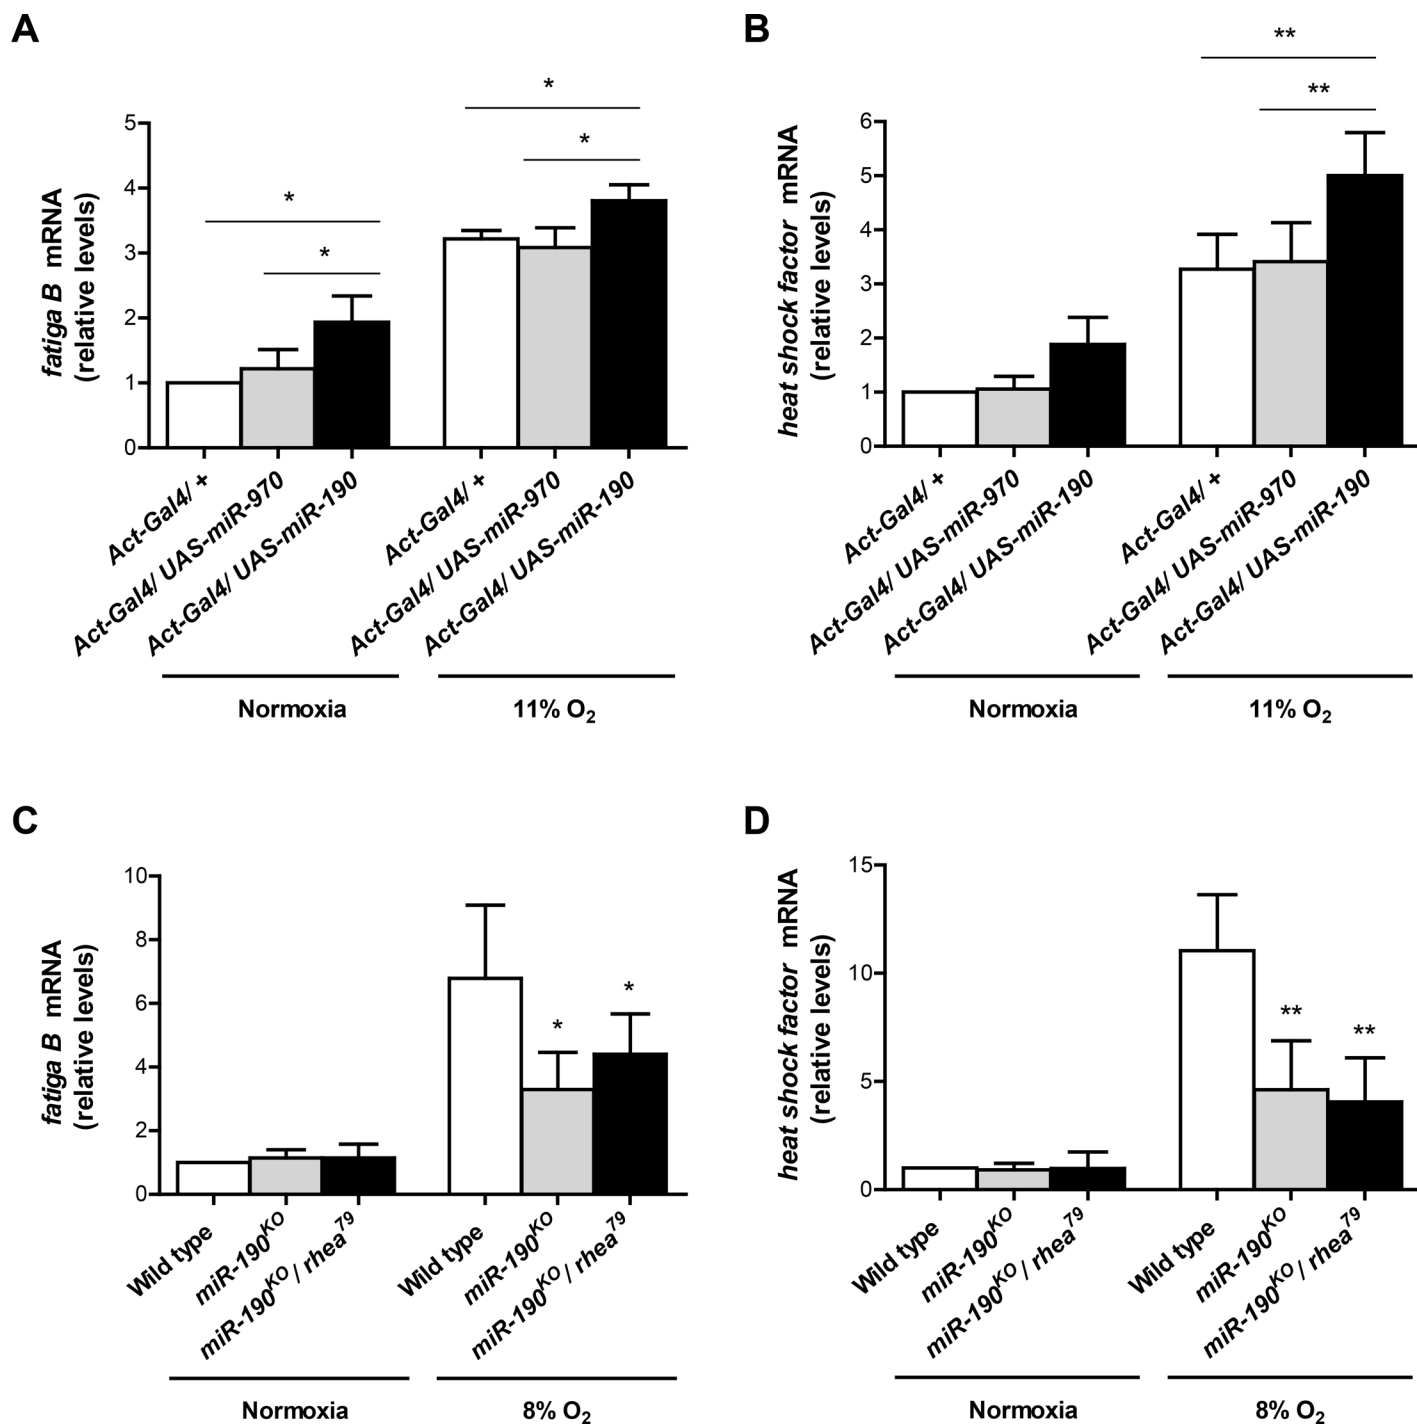 A
fatiga B mRNA
(relative levels)
5
4
3
2
1
0
*
*
*
*
Act-Gal4/ +
Act-Gal4/ UAS-miR-970
Act-Gal4/ UAS-miR-190
Act-Gal4/ +
Act-Gal4/ UAS-miR-970
Act-Gal4/ UAS-miR-190
Normoxia
11% O₂
B
heat shock factor mRNA
(relative levels)
6
5
4
3
2
1
0
**
**
Act-Gal4/ +
Act-Gal4/ UAS-miR-970
Act-Gal4/ UAS-miR-190
Act-Gal4/ +
Act-Gal4/ UAS-miR-970
Act-Gal4/ UAS-miR-190
Normoxia
11% O₂
C
fatiga B mRNA
(relative levels)
10
8
6
4
2
0
*
*
Wild type
miR-190ᴷᴼ
miR-190ᴷᴼ/ rhea⁷⁹
Wild type
miR-190ᴷᴼ
miR-190ᴷᴼ/ rhea⁷⁹
Normoxia
8% O₂
D
heat shock factor mRNA
(relative levels)
15
10
5
0
**
**
Wild type
miR-190ᴷᴼ
miR-190ᴷᴼ/ rhea⁷⁹
Wild type
miR-190ᴷᴼ
miR-190ᴷᴼ/ rhea⁷⁹
Normoxia
8% O₂